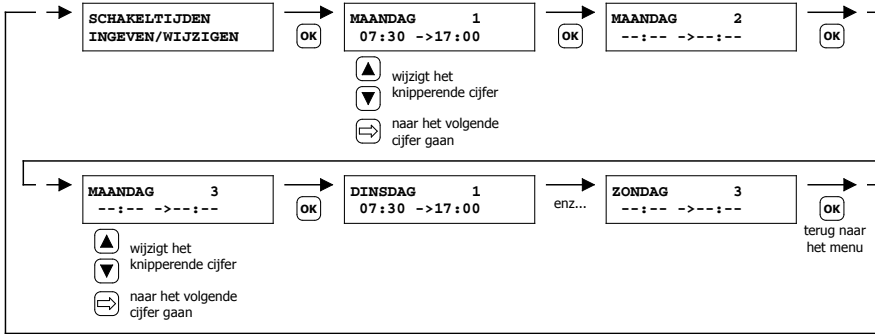 SCHAKELTIJDEN
INGEVEN/WIJZIGEN
OK
MAANDAG 1
07:30 ->17:00
OK
MAANDAG 2
--:-- ->--:--
OK
wijzigt het
knipperende cijfer
naar het volgende
cijfer gaan
MAANDAG 3
--:-- ->--:--
OK
DINSDAG 1
07:30 ->17:00
enz...
ZONDAG 3
--:-- ->--:--
OK
terug naar
het menu
wijzigt het
knipperende cijfer
naar het volgende
cijfer gaan